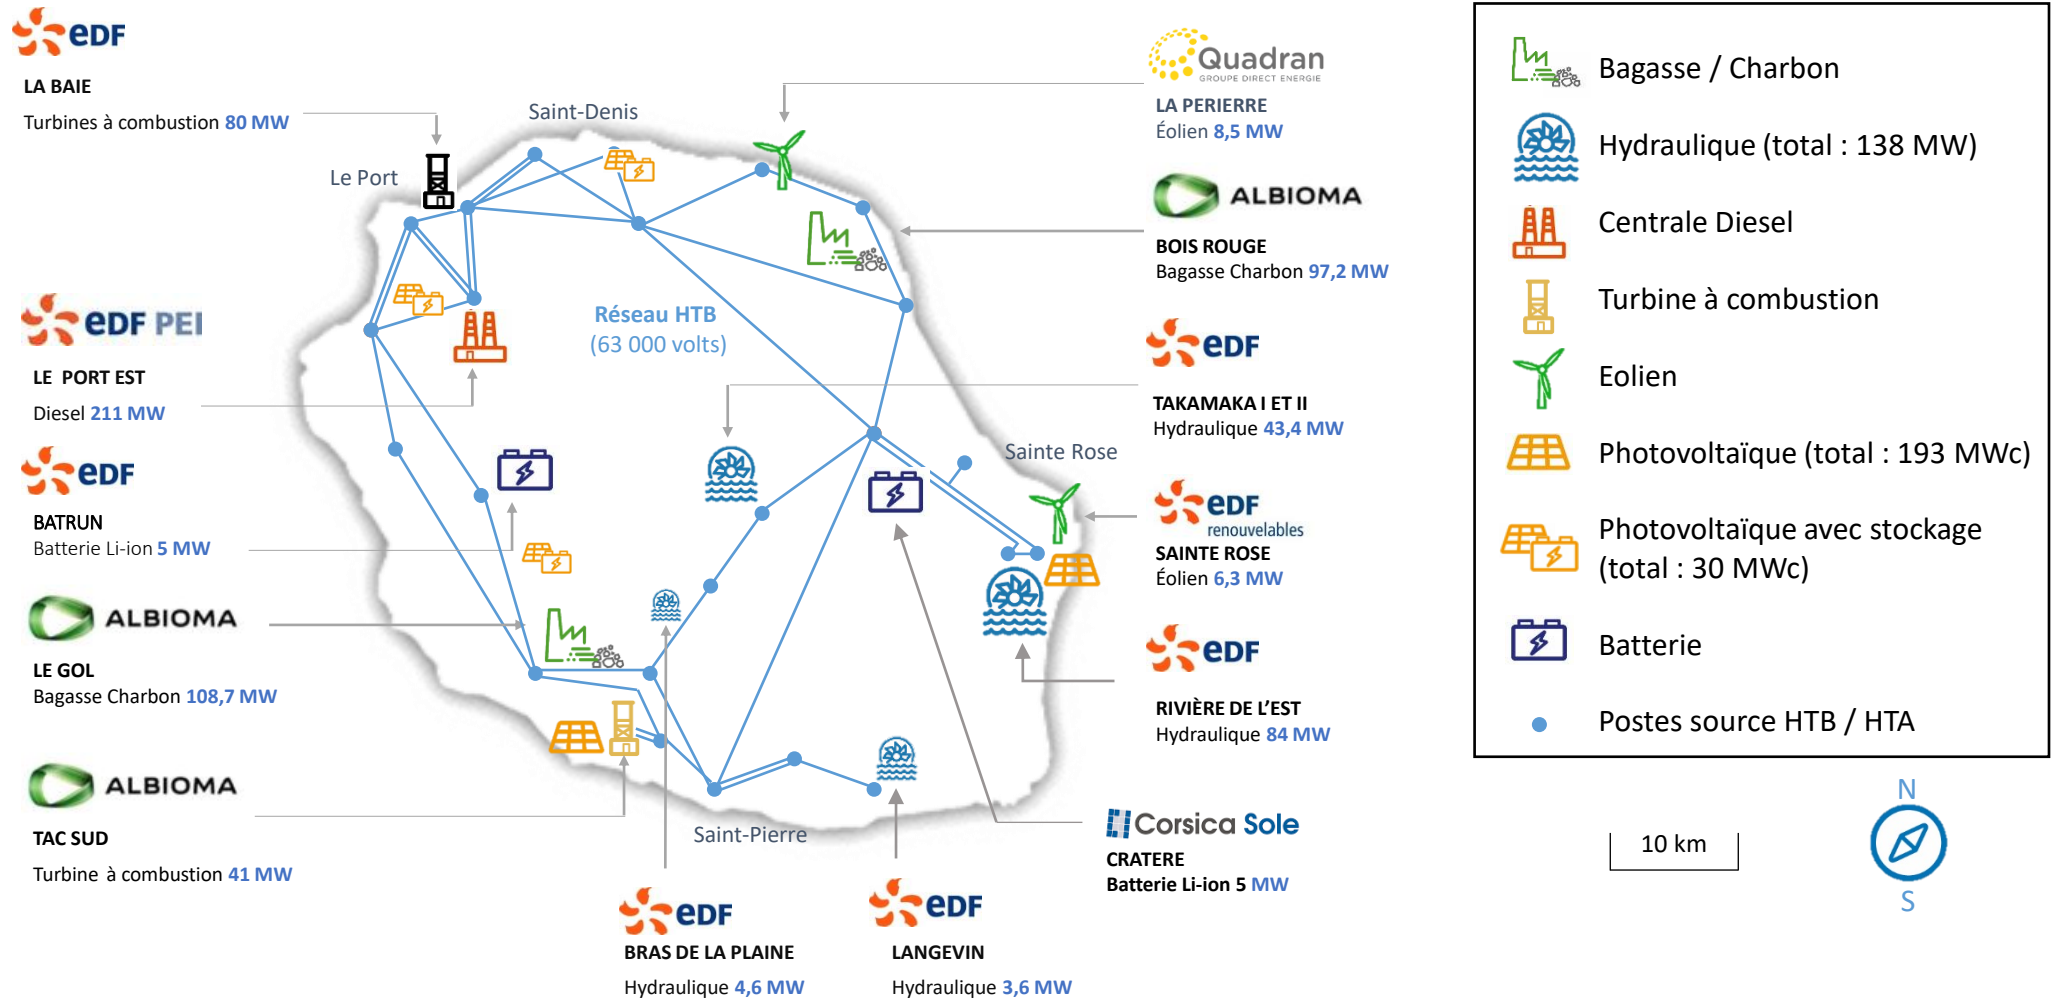 eDF
LA BAIE
Turbines à combustion 80 MW
eDF PEI
LE PORT EST
Diesel 211 MW
eDF
BATRUN
Batterie Li-ion 5 MW
ALBIOMA
LE GOL
Bagasse Charbon 108,7 MW
ALBIOMA
TAC SUD
Turbine à combustion 41 MW
Saint-Denis
Le Port
Réseau HTB
(63 000 volts)
Sainte Rose
Saint-Pierre
eDF
BRAS DE LA PLAINE
Hydraulique 4,6 MW
eDF
LANGEVIN
Hydraulique 3,6 MW
Quadran
GROUPE DIRECT ENERGIE
LA PERIERRE
Éolien 8,5 MW
ALBIOMA
BOIS ROUGE
Bagasse Charbon 97,2 MW
eDF
TAKAMAKA I ET II
Hydraulique 43,4 MW
eDF
renouvelables
SAINTE ROSE
Éolien 6,3 MW
eDF
RIVIÈRE DE L’EST
Hydraulique 84 MW
Corsica Sole
CRATERE
Batterie Li-ion 5 MW
Bagasse / Charbon
Hydraulique (total : 138 MW)
Centrale Diesel
Turbine à combustion
Eolien
Photovoltaïque (total : 193 MWc)
Photovoltaïque avec stockage
(total : 30 MWc)
Batterie
Postes source HTB / HTA
10 km
N
S